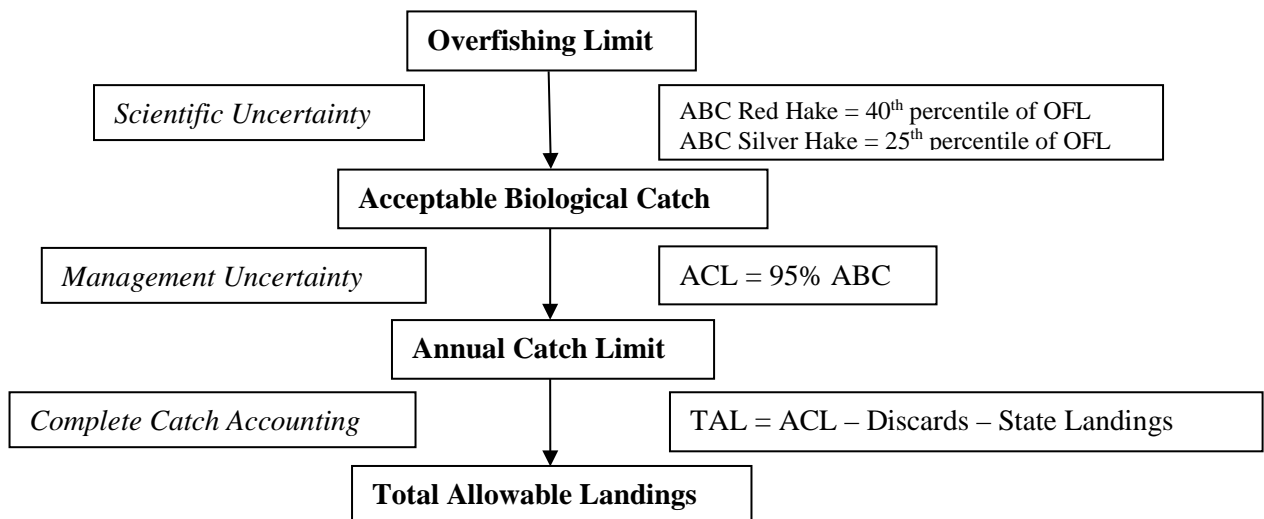 Overfishing Limit
Scientific Uncertainty
ABC Red Hake = 40th percentile of OFL
ABC Silver Hake = 25th percentile of OFL
Acceptable Biological Catch
Management Uncertainty
ACL = 95% ABC
Annual Catch Limit
Complete Catch Accounting
TAL = ACL – Discards – State Landings
Total Allowable Landings